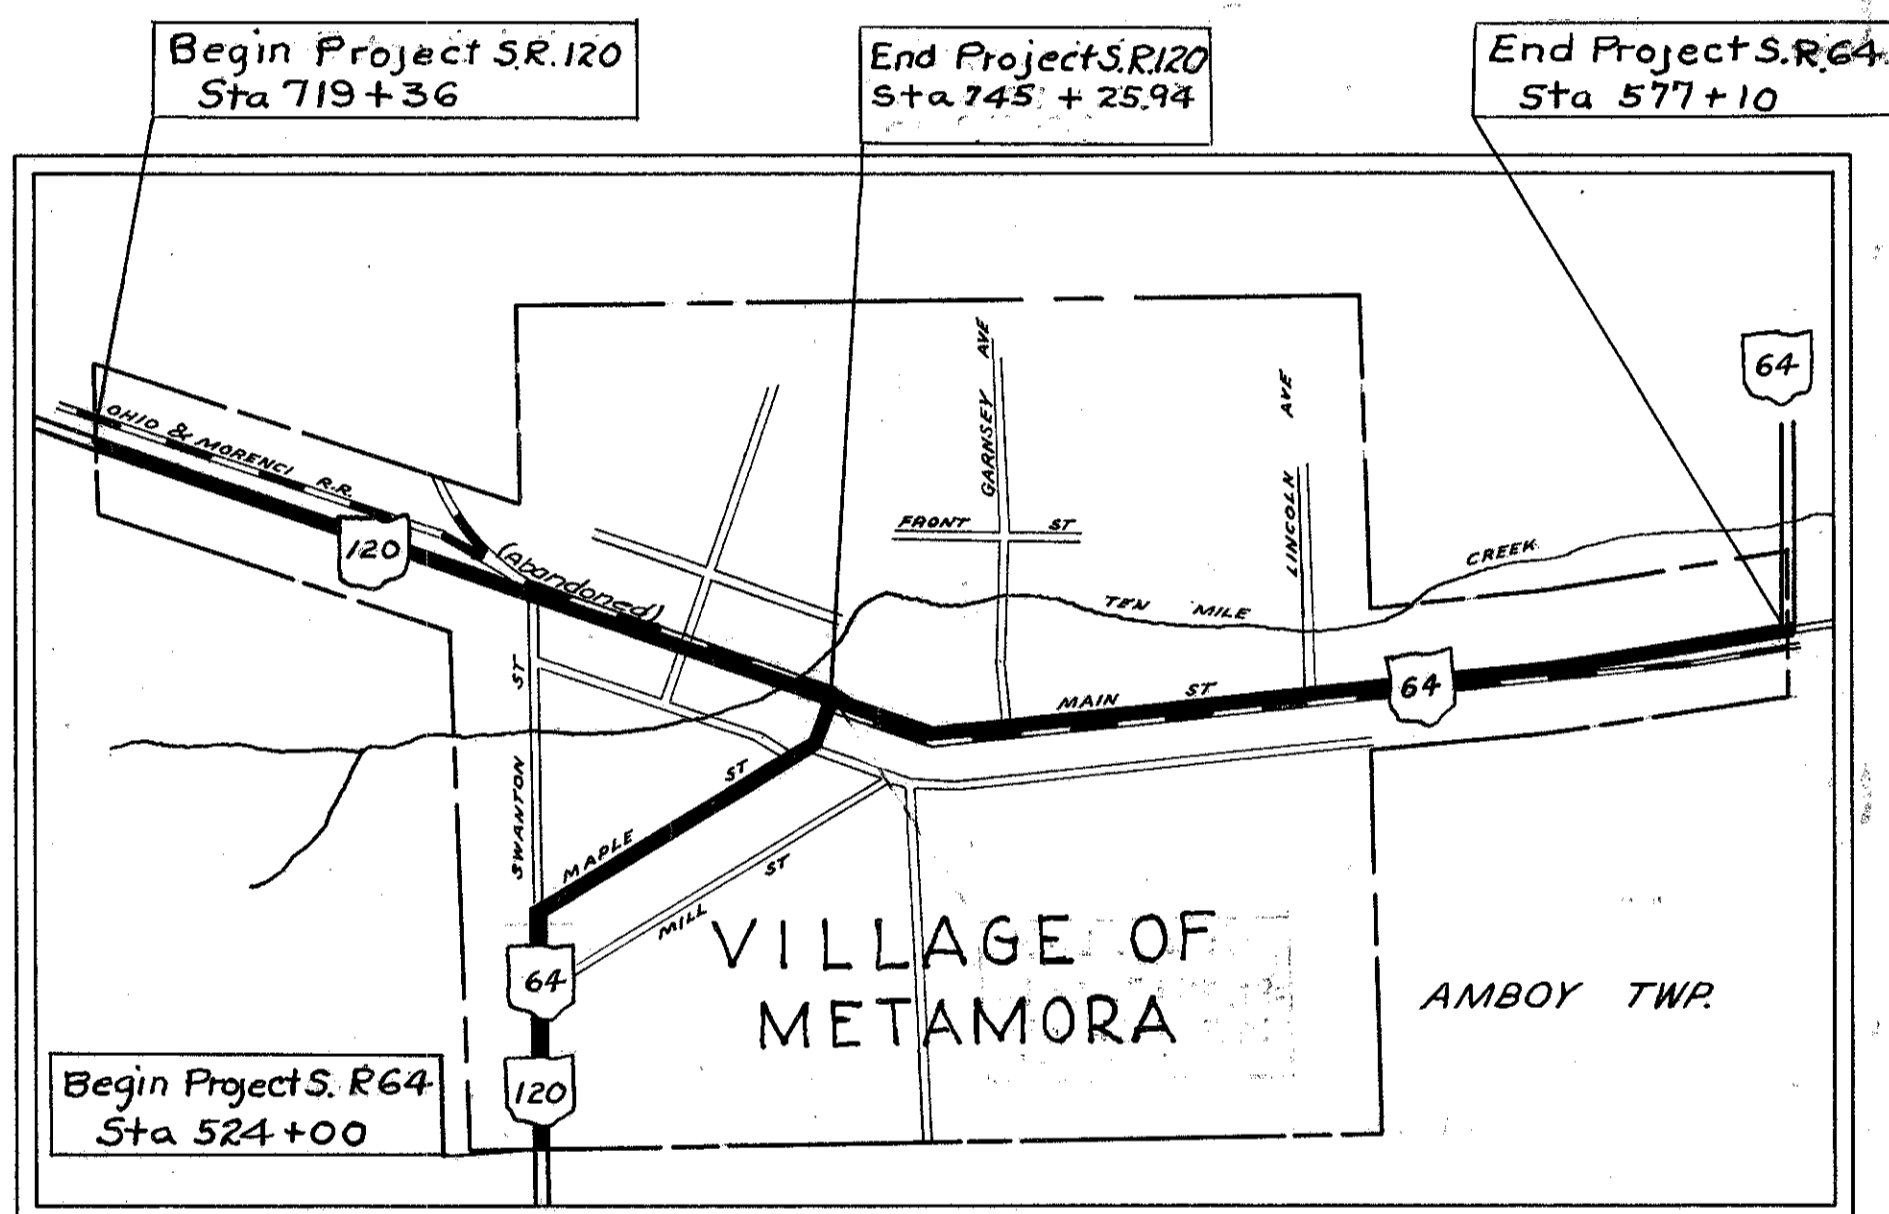 Begin Project S.R. 120
Sta 719 + 36
End Project S.R. 120
Sta 745 + 25.94
End Project S.R. 64
Sta 577 + 10
64
OHIO & MORENCI R.R.
120
(Abandoned)
GARNSEY AVE
LINCOLN AVE
FRONT ST
CREEK
TEN MILE
MAIN ST
64
SWANTON ST
MAPLE ST
MILL ST
VILLAGE OF
METAMORA
AMBOY TWP.
64
120
Begin Project S. R 64
Sta 524 + 00